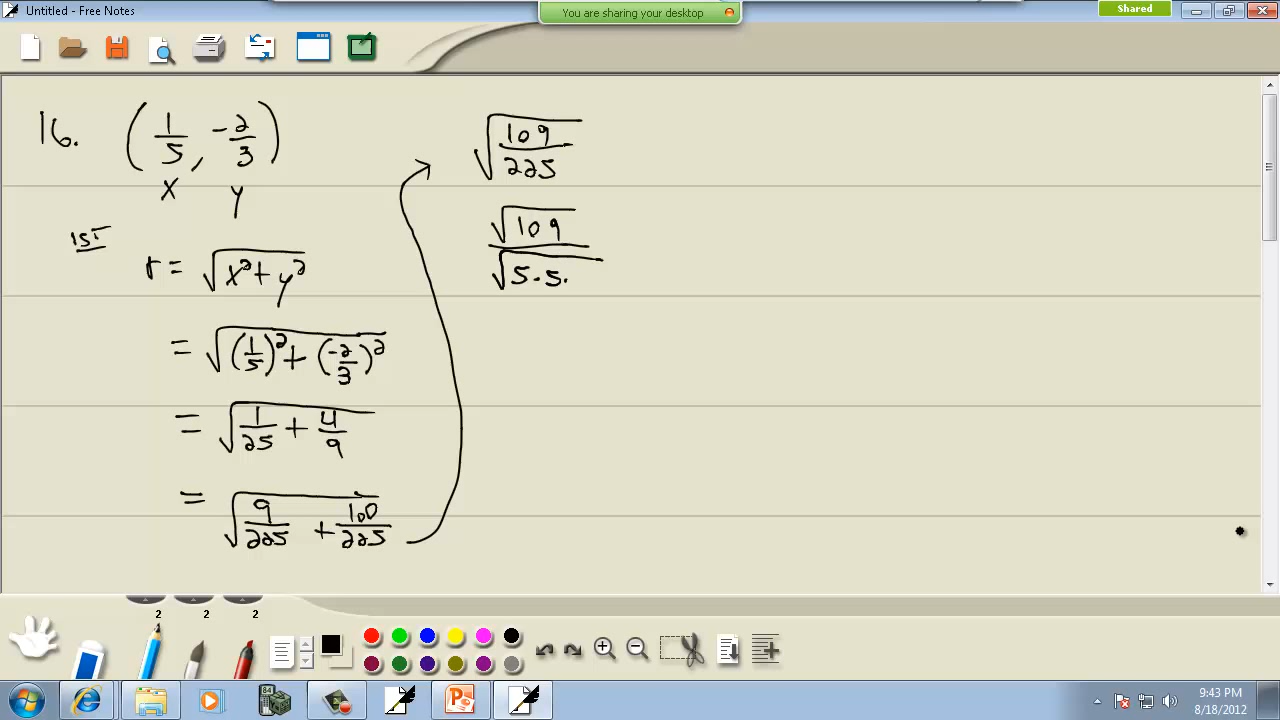 Untitled - Free Notes
You are sharing your desktop
Shared
16. (1/5, -2/3)
x y
1ST
r = √(x² + y²)
= √((1/5)² + (-2/3)²)
= √(1/25 + 4/9)
= √(9/225 + 100/225)
√(109/225)
√109/√(5·5·
2 2 2
84
9:43 PM
8/18/2012